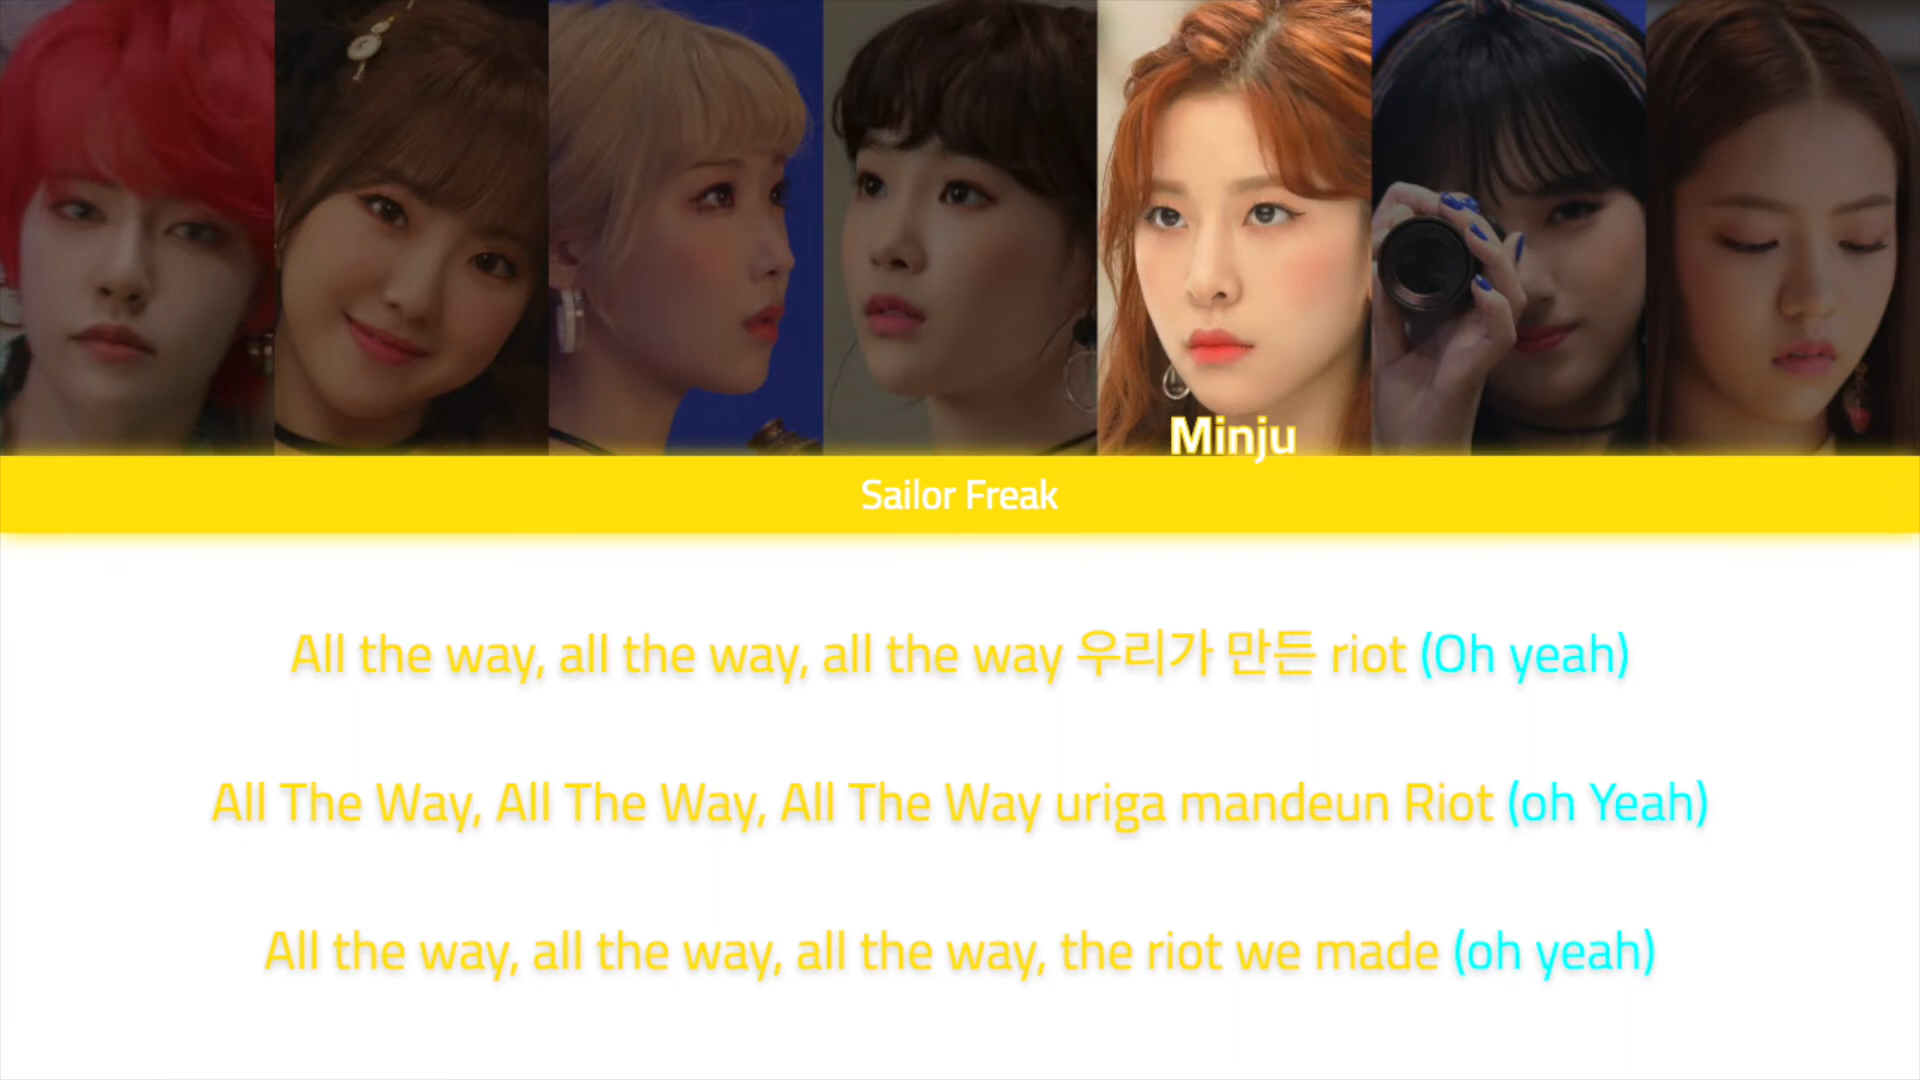 Minju
Sailor Freak
All the way, all the way, all the way 우리가 만든 riot (Oh yeah)
All The Way, All The Way, All The Way uriga mandeun Riot (oh Yeah)
All the way, all the way, all the way, the riot we made (oh yeah)